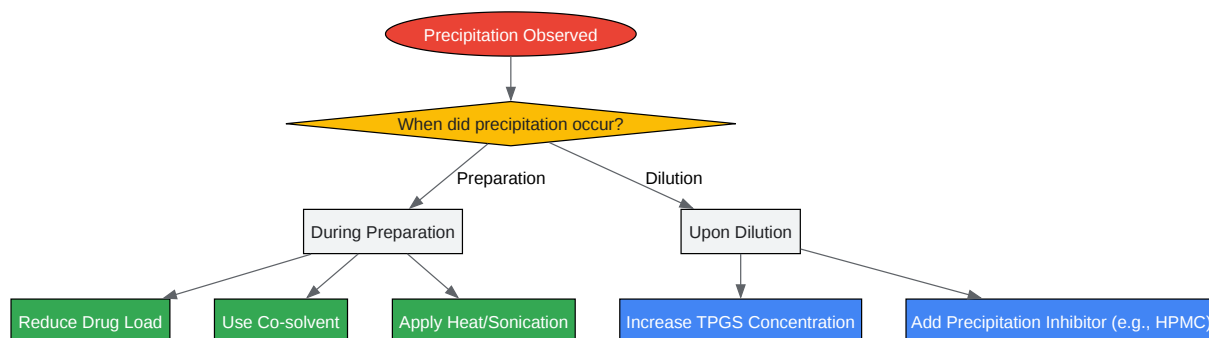 Precipitation Observed
When did precipitation occur?
Preparation
Dilution
During Preparation
Upon Dilution
Reduce Drug Load
Use Co-solvent
Apply Heat/Sonication
Increase TPGS Concentration
Add Precipitation Inhibitor (e.g., HPMC)